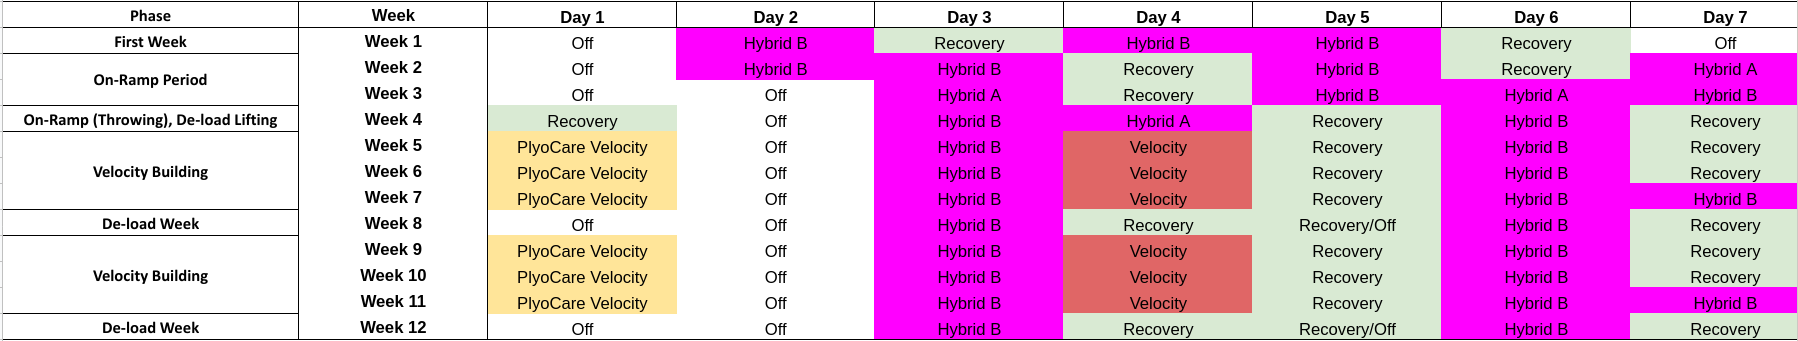 Phase Week Day 1 Day 2 Day 3 Day 4 Day 5 Day 6 Day 7
First Week Week 1 Off Hybrid B Recovery Hybrid B Hybrid B Recovery Off
On-Ramp Period Week 2 Off Hybrid B Hybrid B Recovery Hybrid B Recovery Hybrid A
Week 3 Off Off Hybrid A Recovery Hybrid B Hybrid A Hybrid B
On-Ramp (Throwing), De-load Lifting Week 4 Recovery Off Hybrid B Hybrid A Recovery Hybrid B Recovery
Week 5 PlyoCare Velocity Off Hybrid B Velocity Recovery Hybrid B Recovery
Velocity Building Week 6 PlyoCare Velocity Off Hybrid B Velocity Recovery Hybrid B Recovery
Week 7 PlyoCare Velocity Off Hybrid B Velocity Recovery Hybrid B Hybrid B
De-load Week Week 8 Off Off Hybrid B Recovery Recovery/Off Hybrid B Recovery
Week 9 PlyoCare Velocity Off Hybrid B Velocity Recovery Hybrid B Recovery
Velocity Building Week 10 PlyoCare Velocity Off Hybrid B Velocity Recovery Hybrid B Recovery
Week 11 PlyoCare Velocity Off Hybrid B Velocity Recovery Hybrid B Hybrid B
De-load Week Week 12 Off Off Hybrid B Recovery Recovery/Off Hybrid B Recovery